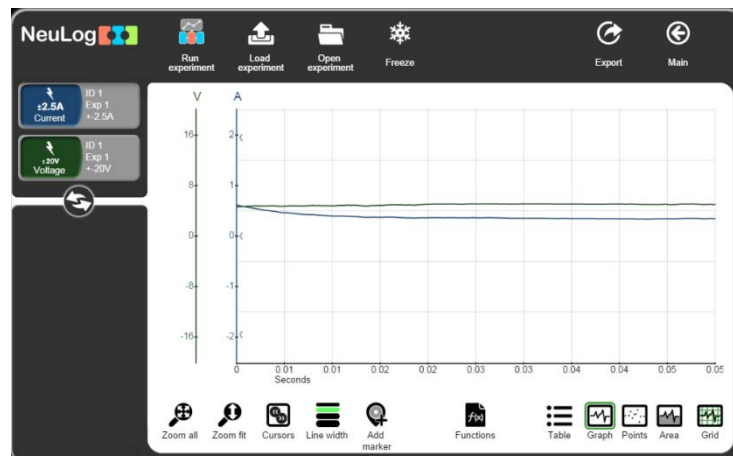 NeuLog
Run experiment
Load experiment
Open experiment
Freeze
Export
Main
±2.5A
Current
ID 1
Exp 1
+-2.5A
±20V
Voltage
ID 1
Exp 1
+-20V
V A
16 2
8 1
0 0
-8 -1
-16 -2
0 0.01 0.01 0.02 0.02 0.03 0.03 0.04 0.04 0.05 0.05
Seconds
Zoom all
Zoom fit
Cursors
Line width
Add marker
f(x)
Functions
Table
Graph
Points
Area
Grid